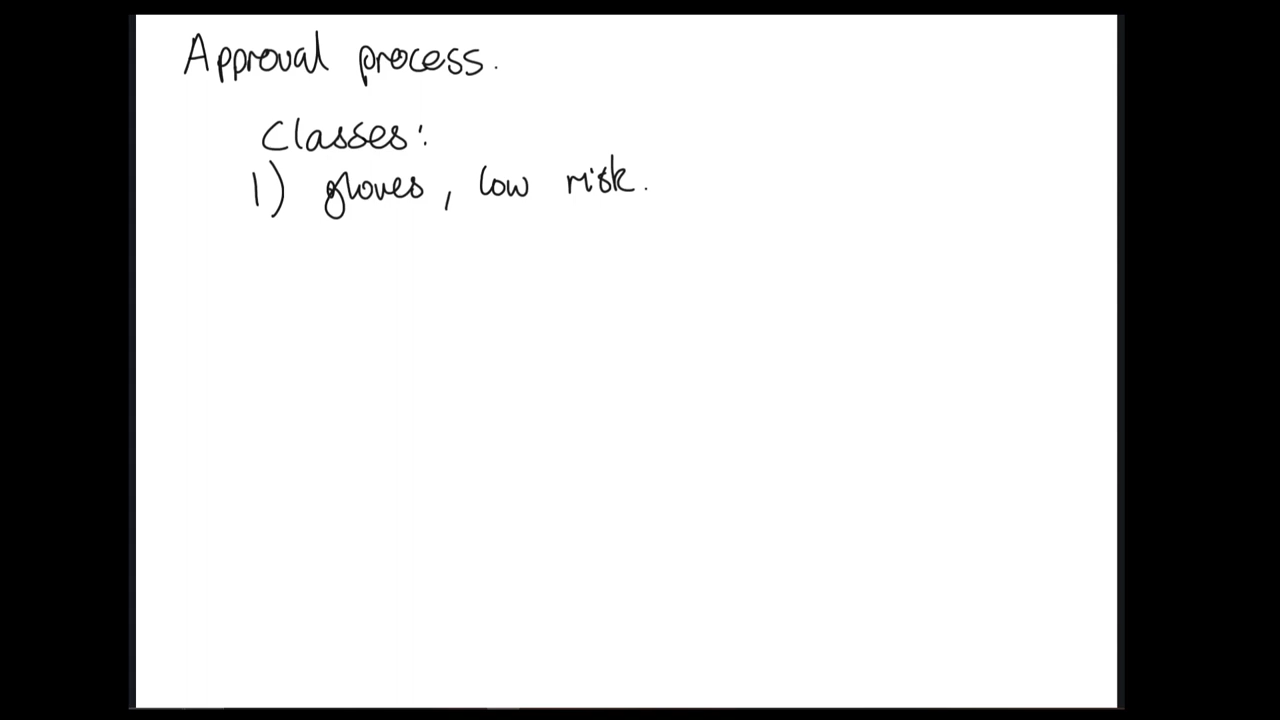 Approval process.
Classes:
1) gloves, low risk.